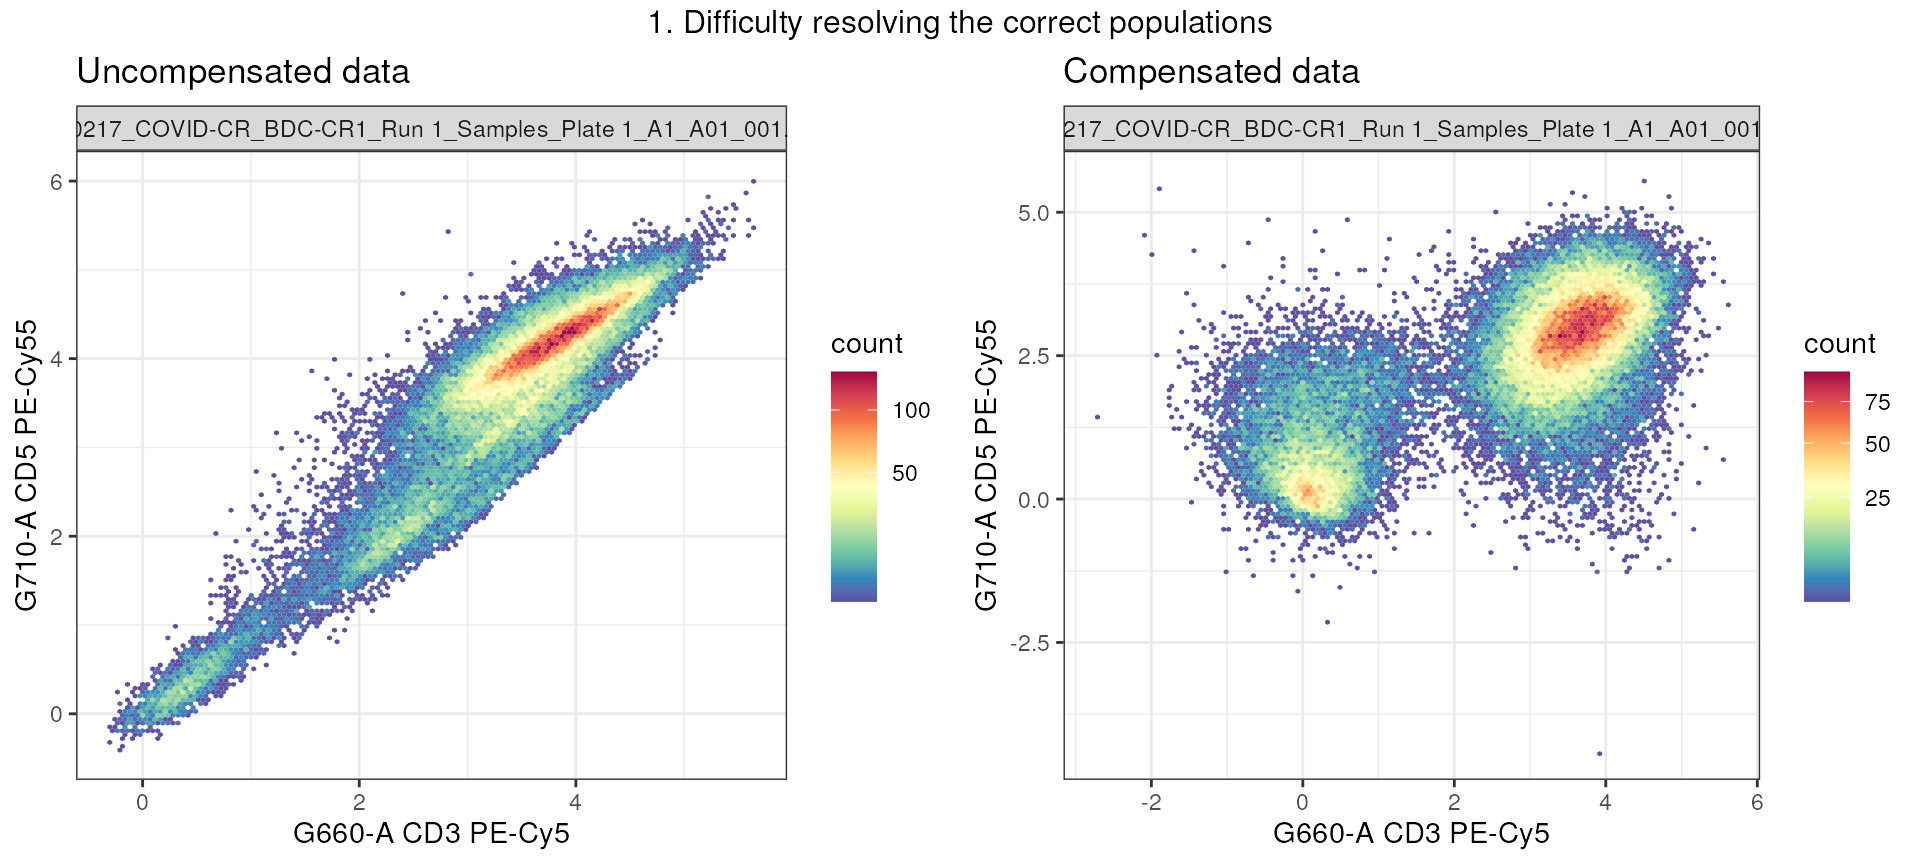 1. Difficulty resolving the correct populations
Uncompensated data
0217_COVID-CR_BDC-CR1_Run 1_Samples_Plate 1_A1_A01_001.
6
4
2
0
0
2
4
G710-A CD5 PE-Cy55
G660-A CD3 PE-Cy5
count
100
50
Compensated data
217_COVID-CR_BDC-CR1_Run 1_Samples_Plate 1_A1_A01_001
5.0
2.5
0.0
-2.5
-2
0
2
4
6
G710-A CD5 PE-Cy55
G660-A CD3 PE-Cy5
count
75
50
25